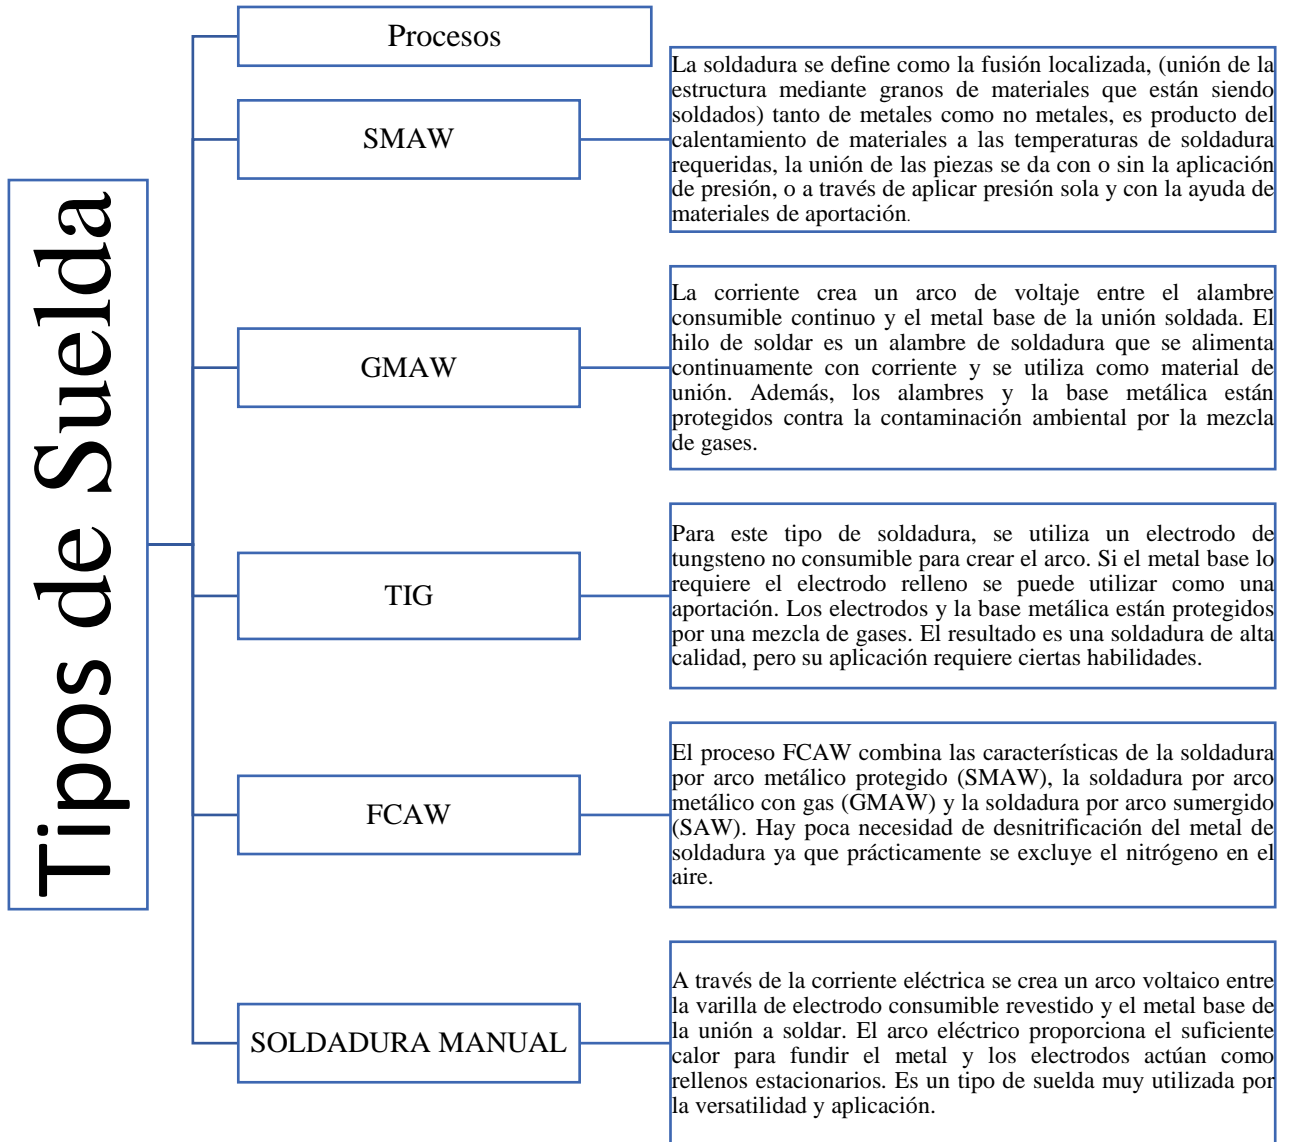 Tipos de Suelda
Procesos
SMAW
La soldadura se define como la fusión localizada, (unión de la
estructura mediante granos de materiales que están siendo
soldados) tanto de metales como no metales, es producto del
calentamiento de materiales a las temperaturas de soldadura
requeridas, la unión de las piezas se da con o sin la aplicación
de presión, o a través de aplicar presión sola y con la ayuda de
materiales de aportación.
GMAW
La corriente crea un arco de voltaje entre el alambre
consumible continuo y el metal base de la unión soldada. El
hilo de soldar es un alambre de soldadura que se alimenta
continuamente con corriente y se utiliza como material de
unión. Además, los alambres y la base metálica están
protegidos contra la contaminación ambiental por la mezcla
de gases.
TIG
Para este tipo de soldadura, se utiliza un electrodo de
tungsteno no consumible para crear el arco. Si el metal base lo
requiere el electrodo relleno se puede utilizar como una
aportación. Los electrodos y la base metálica están protegidos
por una mezcla de gases. El resultado es una soldadura de alta
calidad, pero su aplicación requiere ciertas habilidades.
FCAW
El proceso FCAW combina las características de la soldadura
por arco metálico protegido (SMAW), la soldadura por arco
metálico con gas (GMAW) y la soldadura por arco sumergido
(SAW). Hay poca necesidad de desnitrificación del metal de
soldadura ya que prácticamente se excluye el nitrógeno en el
aire.
SOLDADURA MANUAL
A través de la corriente eléctrica se crea un arco voltaico entre
la varilla de electrodo consumible revestido y el metal base de
la unión a soldar. El arco eléctrico proporciona el suficiente
calor para fundir el metal y los electrodos actúan como
rellenos estacionarios. Es un tipo de suelda muy utilizada por
la versatilidad y aplicación.